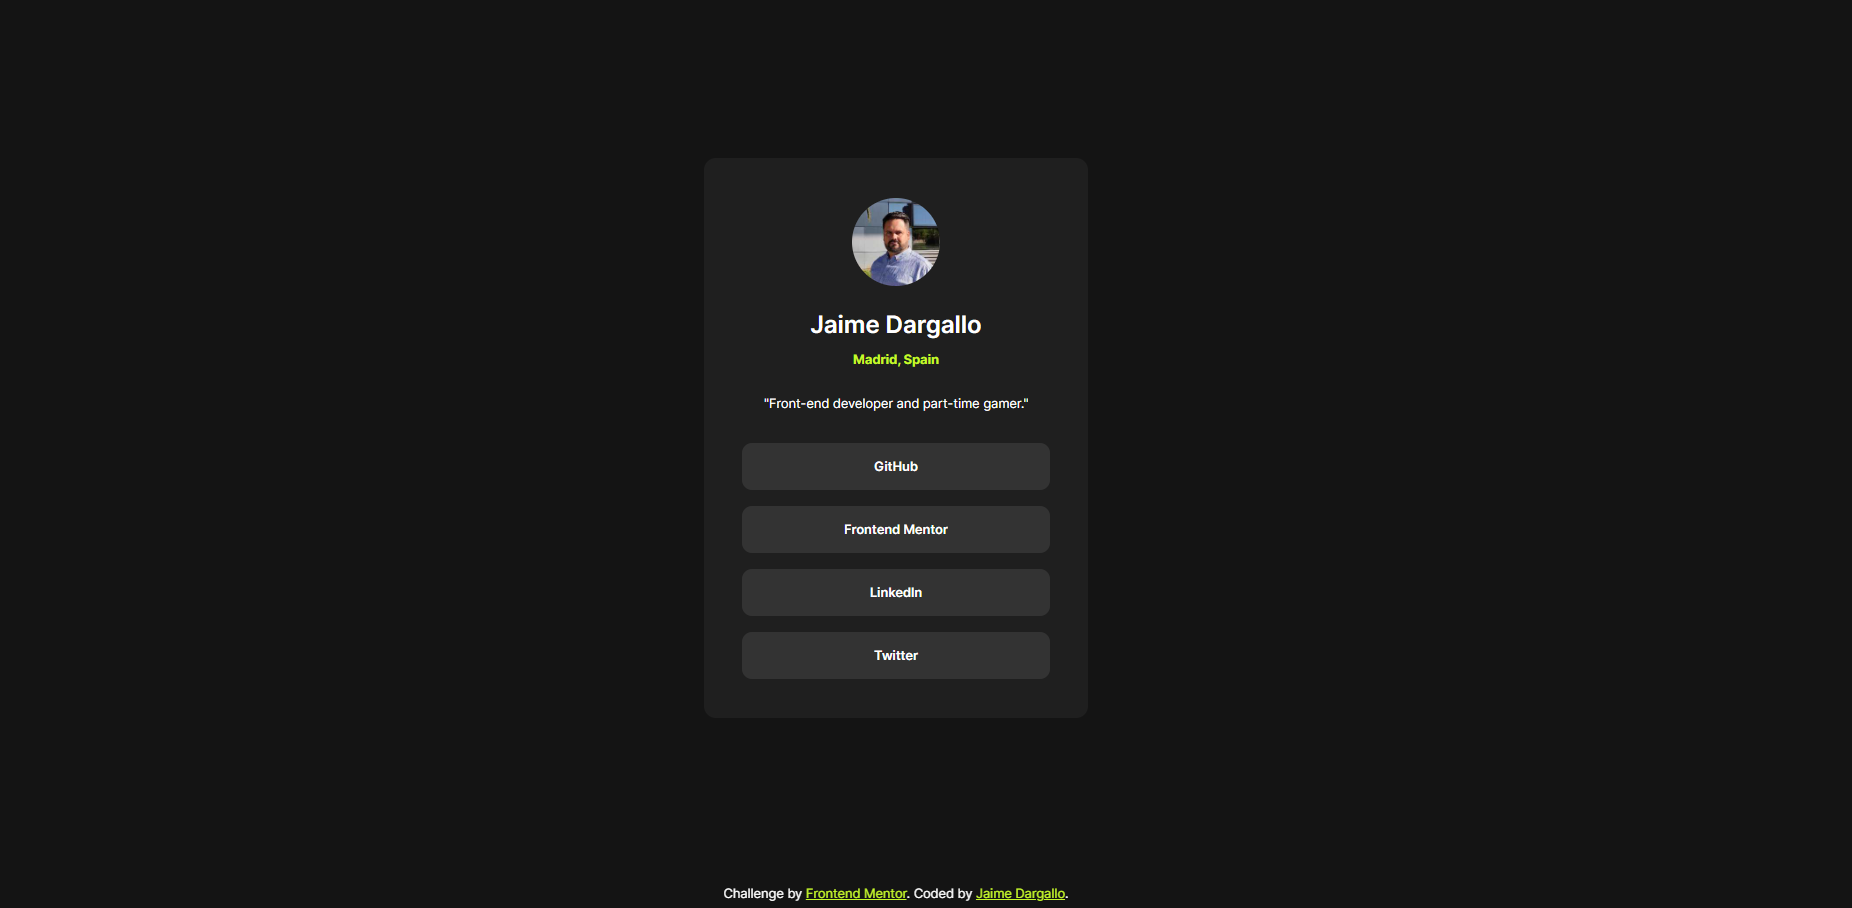 Jaime Dargallo
Madrid, Spain
"Front-end developer and part-time gamer."
GitHub
Frontend Mentor
LinkedIn
Twitter
Challenge by Frontend Mentor. Coded by Jaime Dargallo.